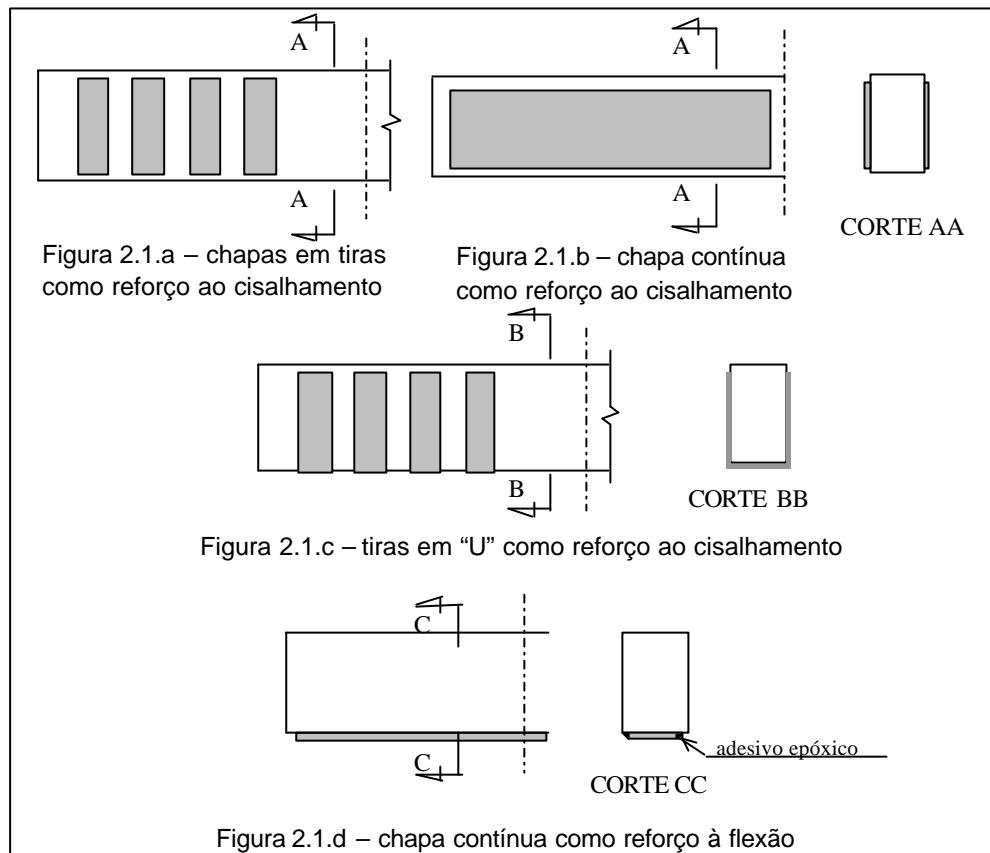 A
A
A
A
CORTE AA
Figura 2.1.a – chapas em tiras
como reforço ao cisalhamento
Figura 2.1.b – chapa contínua
como reforço ao cisalhamento
B
B
CORTE BB
Figura 2.1.c – tiras em “U” como reforço ao cisalhamento
C
C
adesivo epóxico
CORTE CC
Figura 2.1.d – chapa contínua como reforço à flexão